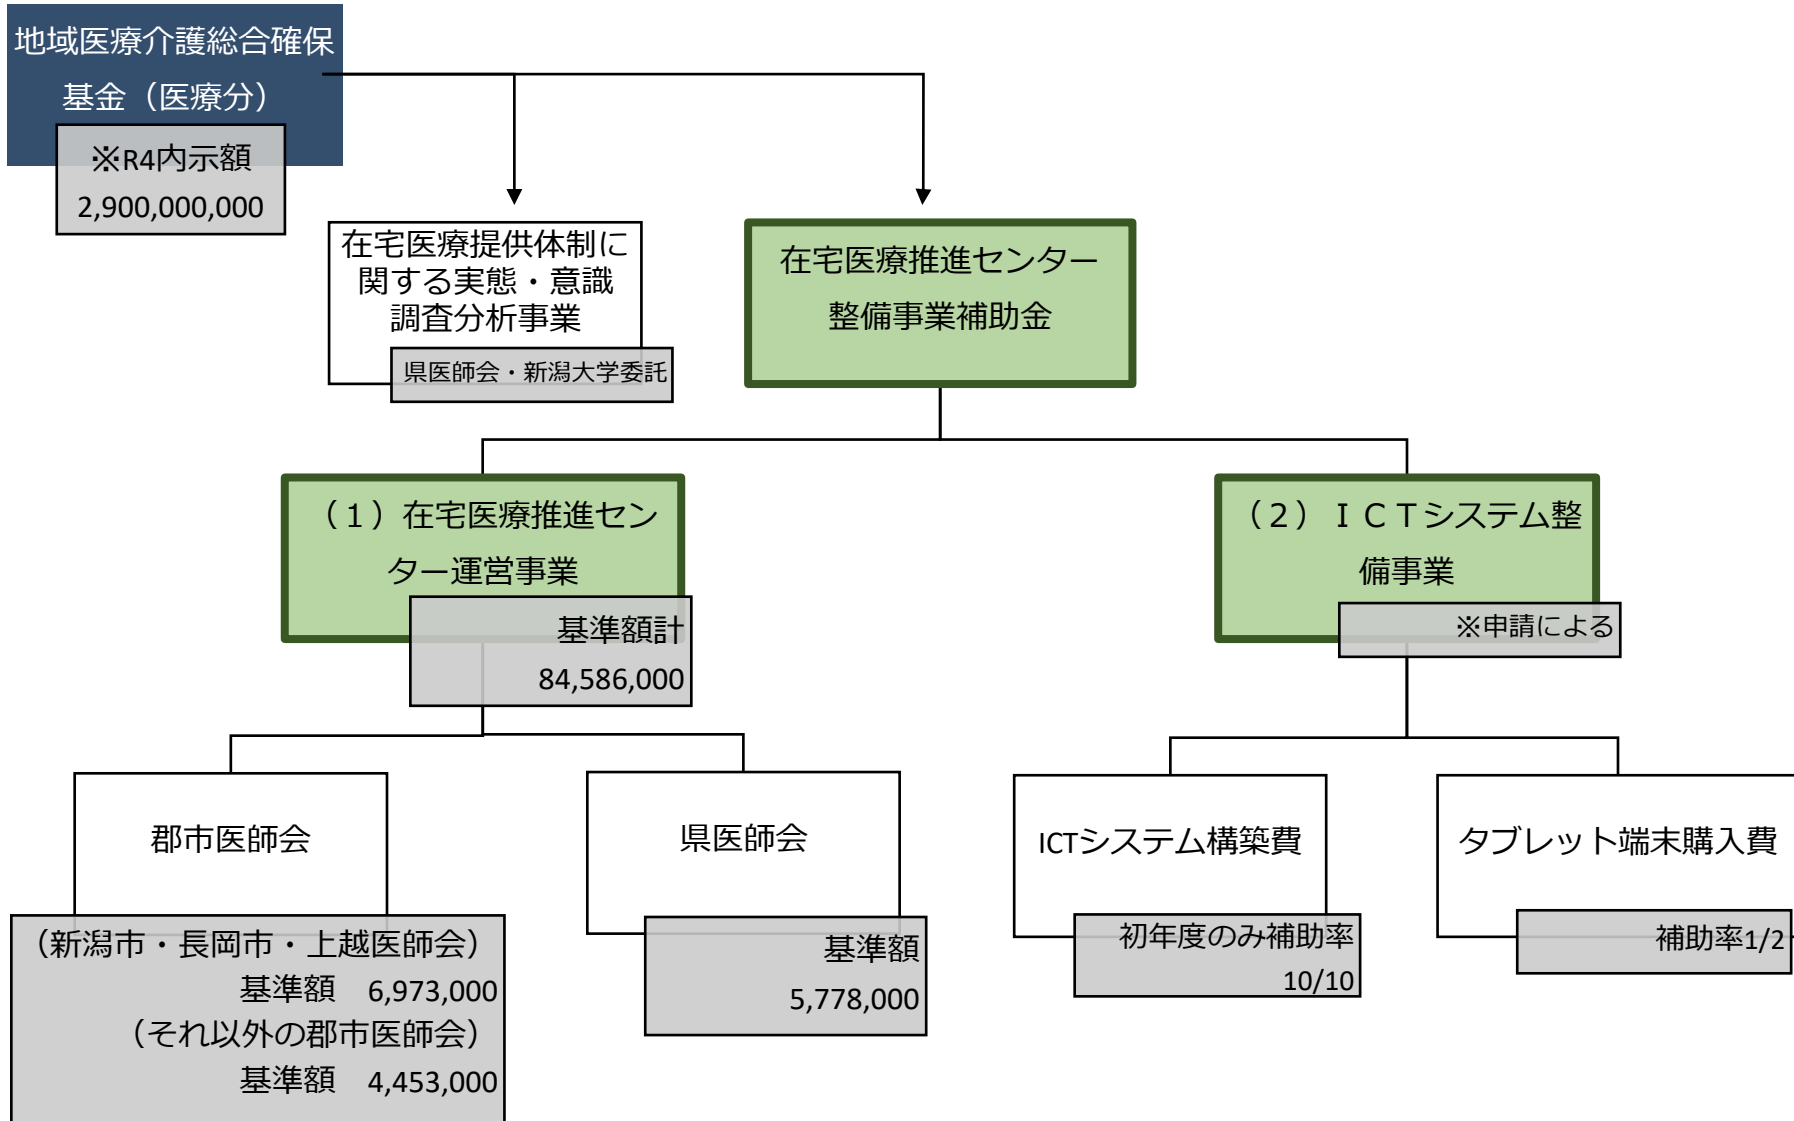 地域医療介護総合確保
基金（医療分）
※R4内示額
2,900,000,000
在宅医療提供体制に
関する実態・意識
調査分析事業
県医師会・新潟大学委託
在宅医療推進センター
整備事業補助金
（１）在宅医療推進セン
ター運営事業
基準額計
84,586,000
（２）ＩＣＴシステム整
備事業
※申請による
郡市医師会
（新潟市・長岡市・上越医師会）
基準額　6,973,000
（それ以外の郡市医師会）
基準額　4,453,000
県医師会
基準額
5,778,000
ICTシステム構築費
初年度のみ補助率
10/10
タブレット端末購入費
補助率1/2